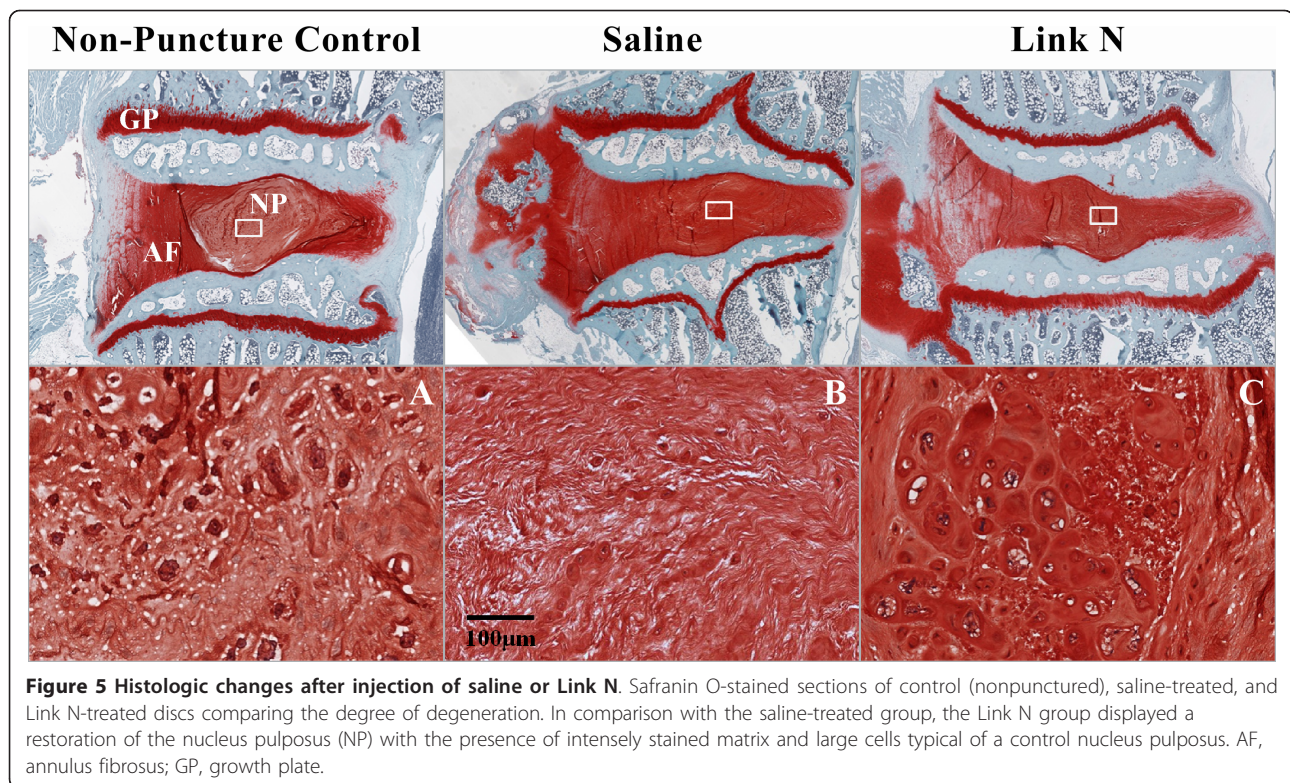 Non-Puncture Control Saline Link N
GP
NP
AF
A B C
100µm
Figure 5 Histologic changes after injection of saline or Link N. Safranin O-stained sections of control (nonpunctured), saline-treated, and
Link N-treated discs comparing the degree of degeneration. In comparison with the saline-treated group, the Link N group displayed a
restoration of the nucleus pulposus (NP) with the presence of intensely stained matrix and large cells typical of a control nucleus pulposus. AF,
annulus fibrosus; GP, growth plate.